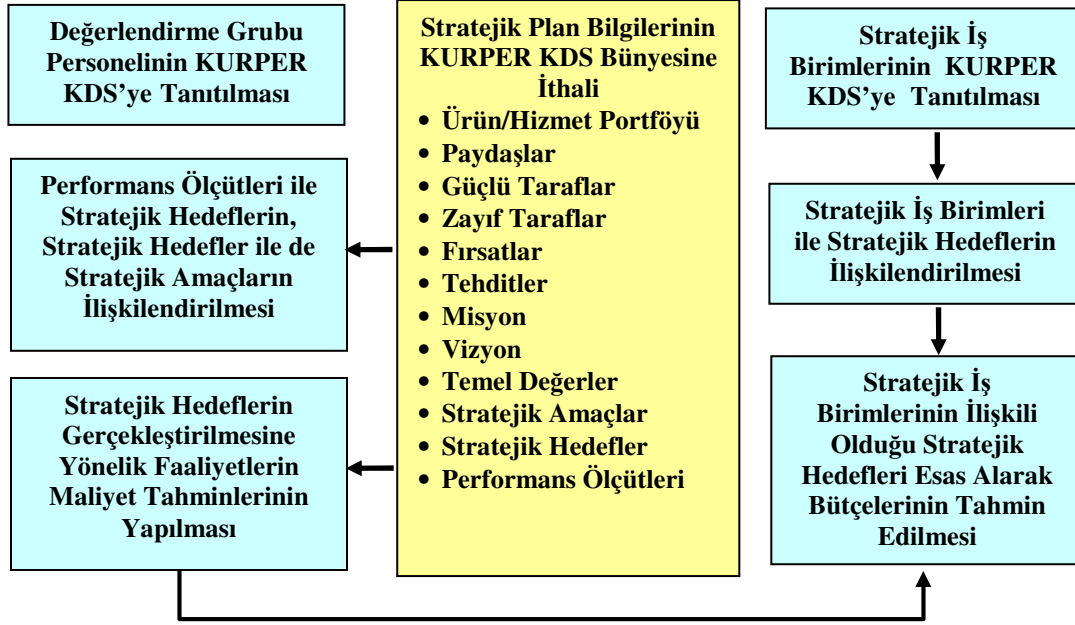 Değerlendirme Grubu
Personelinin KURPER
KDS’ye Tanıtılması
Performans Ölçütleri ile
Stratejik Hedeflerin,
Stratejik Hedefler ile de
Stratejik Amaçların
İlişkilendirilmesi
Stratejik Hedeflerin
Gerçekleştirilmesine
Yönelik Faaliyetlerin
Maliyet Tahminlerinin
Yapılması
Stratejik Plan Bilgilerinin
KURPER KDS Bünyesine
İthali
• Ürün/Hizmet Portföyü
• Paydaşlar
• Güçlü Taraflar
• Zayıf Taraflar
• Fırsatlar
• Tehditler
• Misyon
• Vizyon
• Temel Değerler
• Stratejik Amaçlar
• Stratejik Hedefler
• Performans Ölçütleri
Stratejik İş
Birimlerinin KURPER
KDS’ye Tanıtılması
Stratejik İş Birimleri
ile Stratejik Hedeflerin
İlişkilendirilmesi
Stratejik İş
Birimlerinin İlişkili
Olduğu Stratejik
Hedefleri Esas Alarak
Bütçelerinin Tahmin
Edilmesi